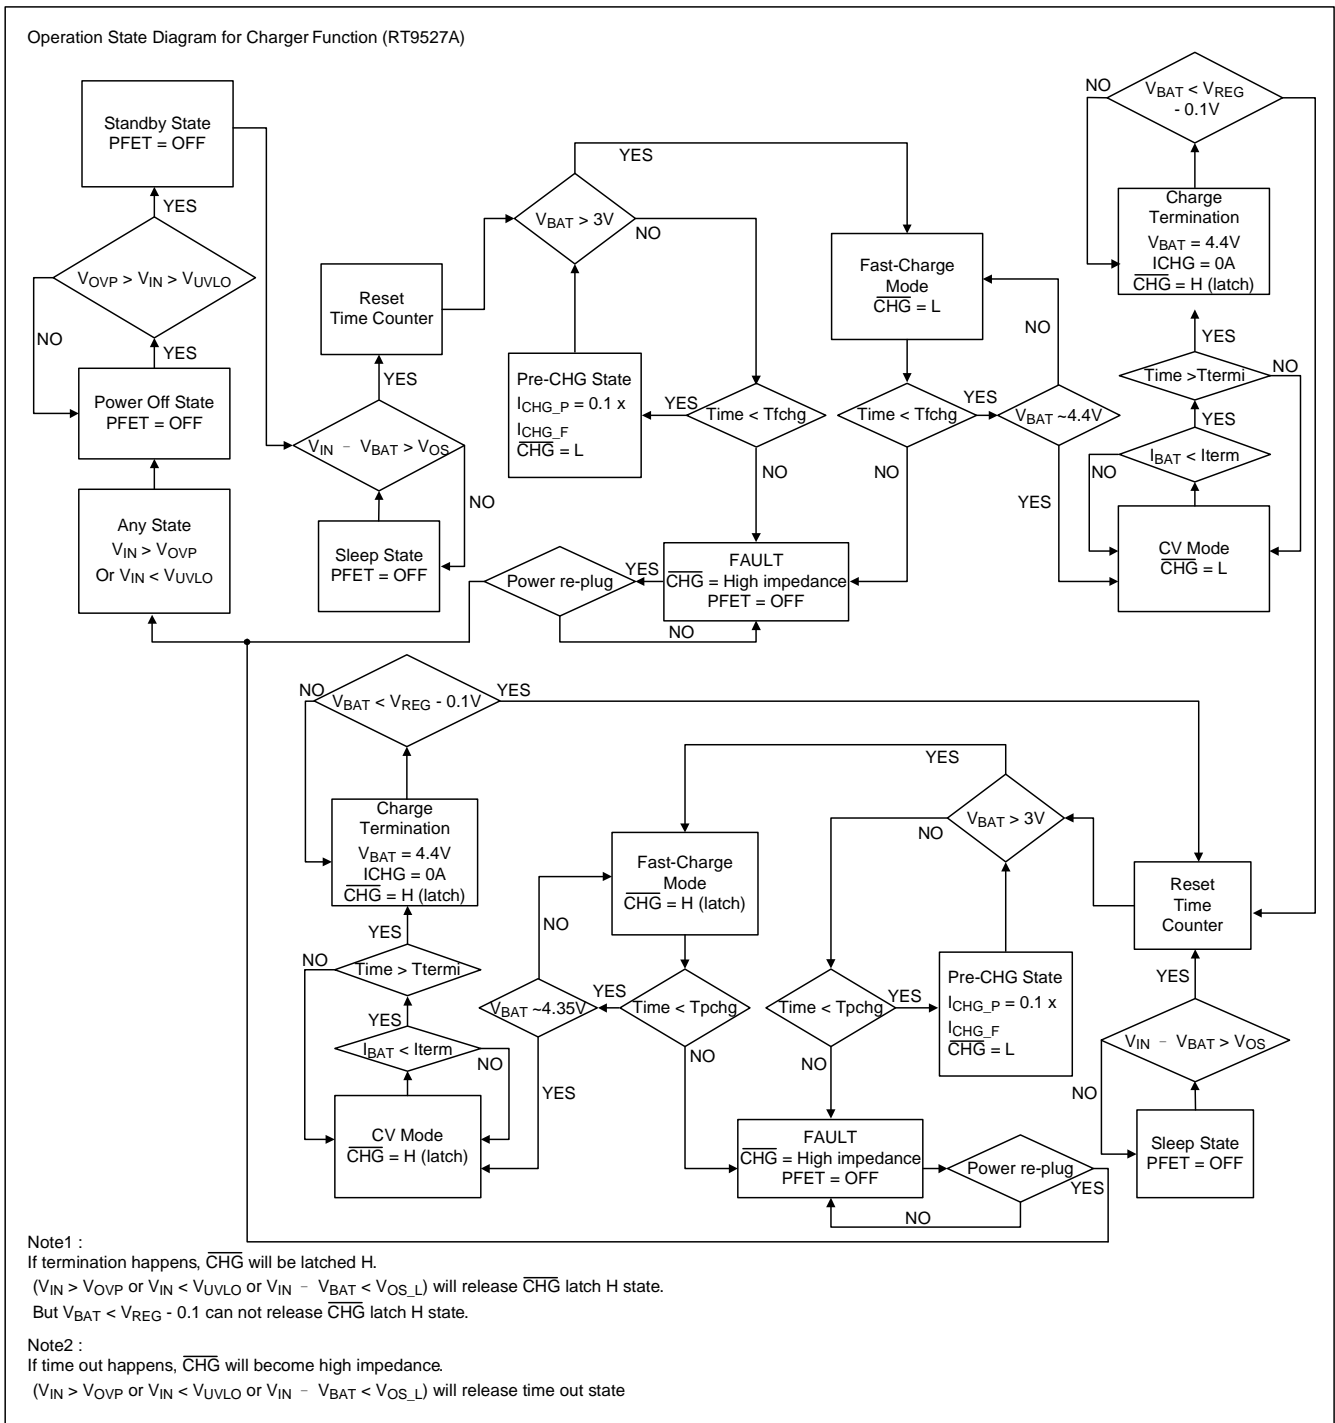 Operation State Diagram for Charger Function (RT9527A)
Standby State
PFET = OFF
YES
VOVP > VIN > VUVLO
NO
YES
Power Off State
PFET = OFF
Any State
VIN > VOVP
Or VIN < VUVLO
Reset
Time Counter
YES
VIN - VBAT > VOS
NO
Sleep State
PFET = OFF
YES
VBAT > 3V
NO
Pre-CHG State
ICHG_P = 0.1 x
ICHG_F
CHG = L
YES
Time < Tfchg
NO
Fast-Charge
Mode
CHG = L
Time < Tfchg
YES
NO
NO
VBAT ~4.4V
YES
FAULT
CHG = High impedance
PFET = OFF
YES
Power re-plug
NO
NO
VBAT < VREG
- 0.1V
Charge
Termination
VBAT = 4.4V
ICHG = 0A
CHG = H (latch)
YES
Time >Ttermi
NO
YES
IBAT < Iterm
NO
CV Mode
CHG = L
NO
VBAT < VREG - 0.1V
YES
Charge
Termination
VBAT = 4.4V
ICHG = 0A
CHG = H (latch)
YES
NO
Time > Ttermi
YES
IBAT < Iterm
NO
CV Mode
CHG = H (latch)
YES
Fast-Charge
Mode
CHG = H (latch)
NO
VBAT ~4.35V
YES
Time < Tpchg
NO
YES
VBAT > 3V
NO
Time < Tpchg
YES
NO
Pre-CHG State
ICHG_P = 0.1 x
ICHG_F
CHG = L
Reset
Time
Counter
YES
VIN - VBAT > VOS
NO
Sleep State
PFET = OFF
FAULT
CHG = High impedance
PFET = OFF
Power re-plug
YES
NO
Note1 :
If termination happens, CHG will be latched H.
(VIN > VOVP or VIN < VUVLO or VIN - VBAT < VOS_L) will release CHG latch H state.
But VBAT < VREG - 0.1 can not release CHG latch H state.
Note2 :
If time out happens, CHG will become high impedance.
(VIN > VOVP or VIN < VUVLO or VIN - VBAT < VOS_L) will release time out state